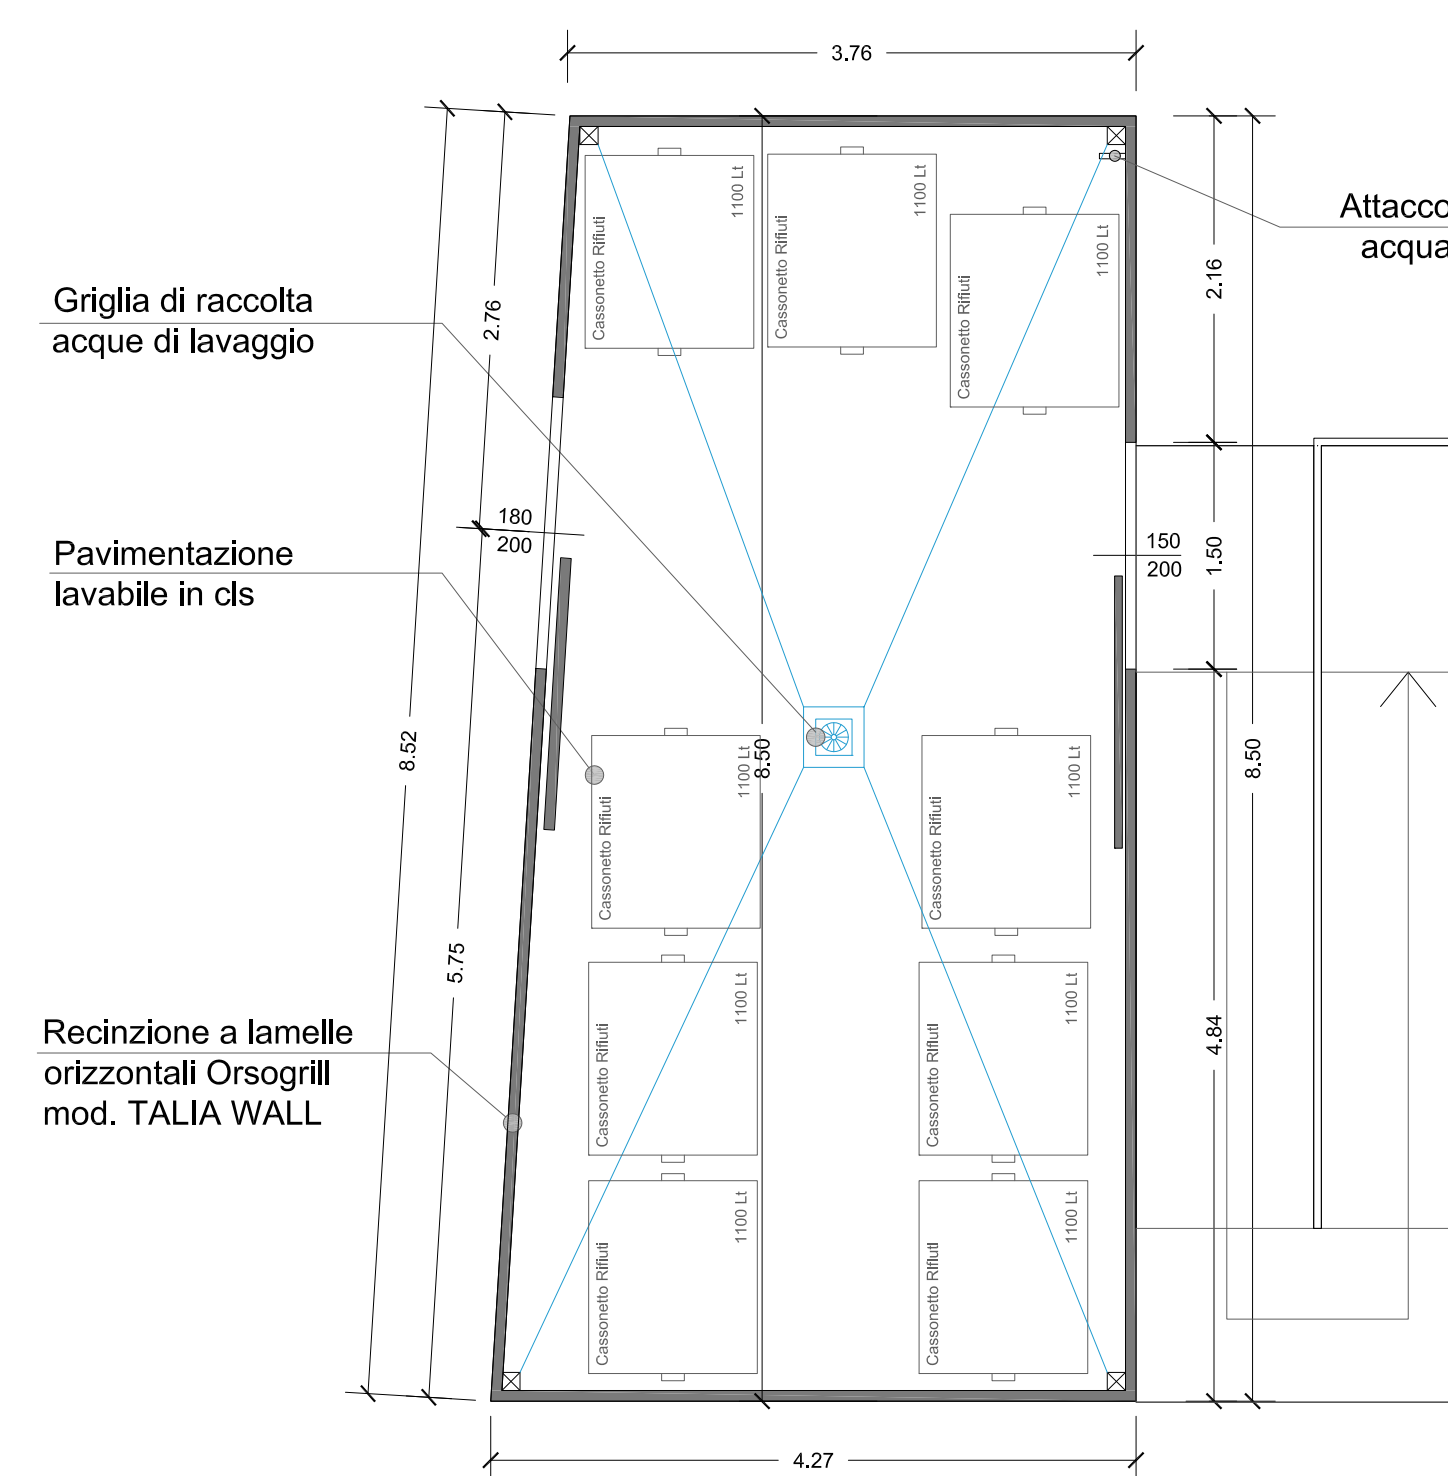 3.76
Cassonetto Rifiuti
1100 Lt
Cassonetto Rifiuti
1100 Lt
Cassonetto Rifiuti
1100 Lt
Attacco
acqua
2.16
Griglia di raccolta
acque di lavaggio
2.76
180
200
150
200
1.50
Pavimentazione
lavabile in cls
8.52
Cassonetto Rifiuti
1100 Lt
8.50
Cassonetto Rifiuti
1100 Lt
8.50
5.75
Recinzione a lamelle
orizzontali Orsogrill
mod. TALIA WALL
Cassonetto Rifiuti
1100 Lt
Cassonetto Rifiuti
1100 Lt
4.84
Cassonetto Rifiuti
1100 Lt
Cassonetto Rifiuti
1100 Lt
4.27